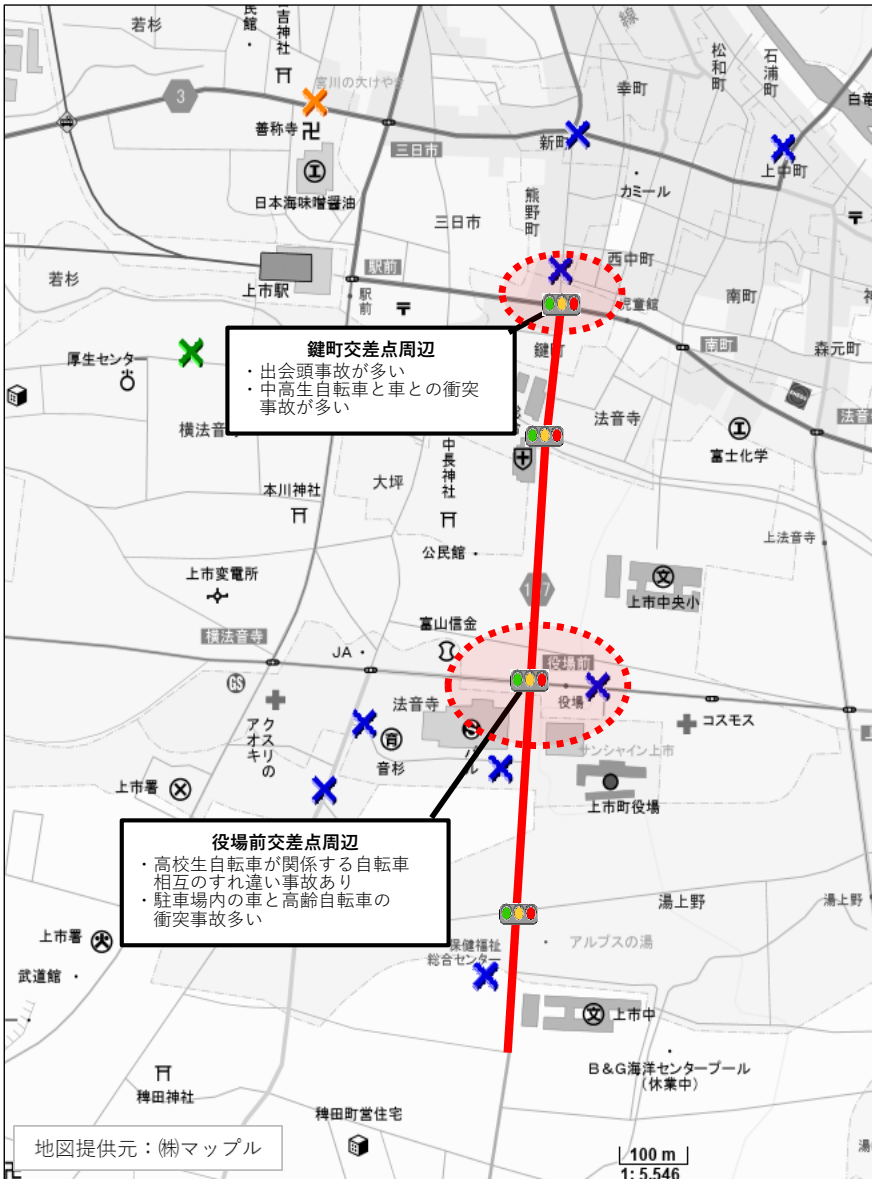 若杉
民館・
日吉神社
線
松和町
石浦町
幸町
白竜
3
宮川の大けやき
善称寺
三日市
新町
上中町
日本海味噌醤油
カミール
熊野町
三日市
西中町
若杉
駅前
上市駅
駅前
児童館
南町
鍵町交差点周辺
・出会頭事故が多い
・中高生自転車と車との衝突
事故が多い
鍵町
南町
森元町
厚生センター
法音寺
法音寺
横法音寺
富士化学
中長神社
大坪
本川神社
上法音寺
公民館・
上市変電所
上市中央小
富山信金
横法音寺
JA・
役場前
GS
法音寺
役場
コスモス
クスリのアオキ
音杉
パル
サンシャイン上市
上市署
上市町役場
役場前交差点周辺
・高校生自転車が関係する自転車
相互のすれ違い事故あり
・駐車場内の車と高齢自転車の
衝突事故多い
湯上野
湯上野
上市署
保健福祉
総合センター
アルプスの湯
武道館・
上市中
B&G海洋センタープール
(休業中)
稗田神社
稗田町営住宅
地図提供元：㈱マップル
100 m
1: 5,546